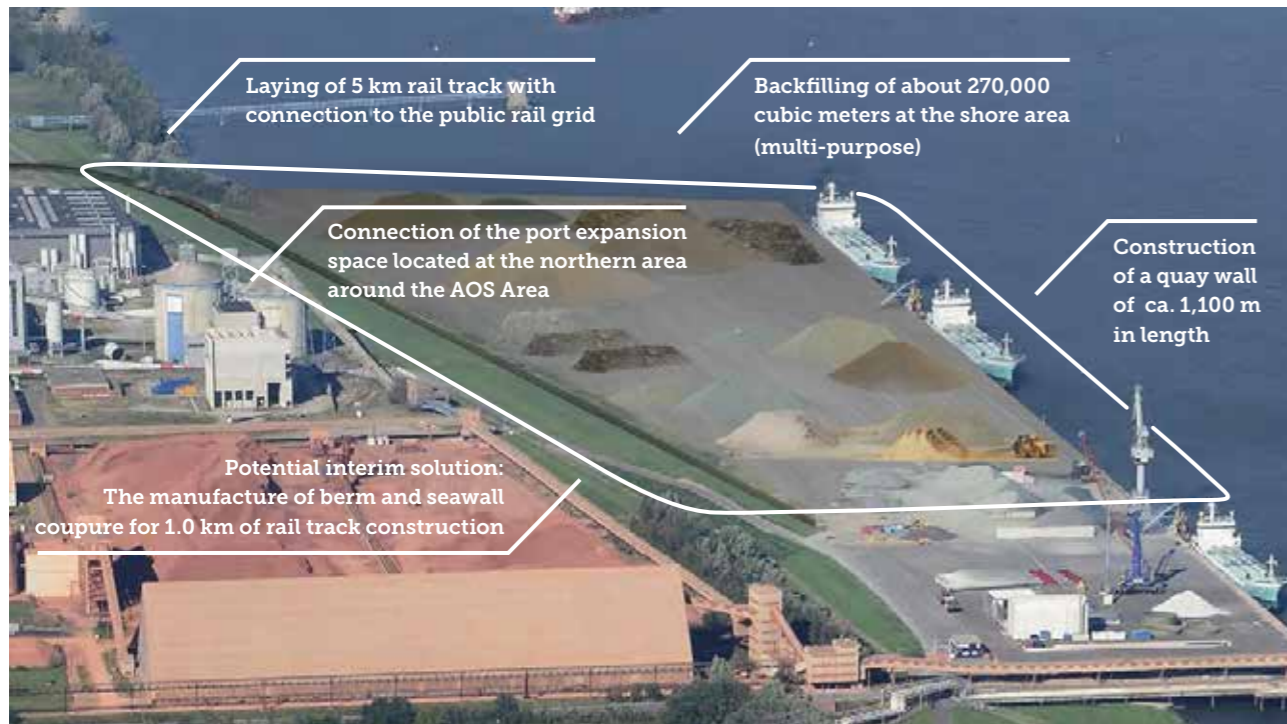 Laying of 5 km rail track with
connection to the public rail grid
Backfilling of about 270,000
cubic meters at the shore area
(multi-purpose)
Connection of the port expansion
space located at the northern area
around the AOS Area
Construction
of a quay wall
of ca. 1,100 m
in length
Potential interim solution:
The manufacture of berm and seawall
coupure for 1.0 km of rail track construction